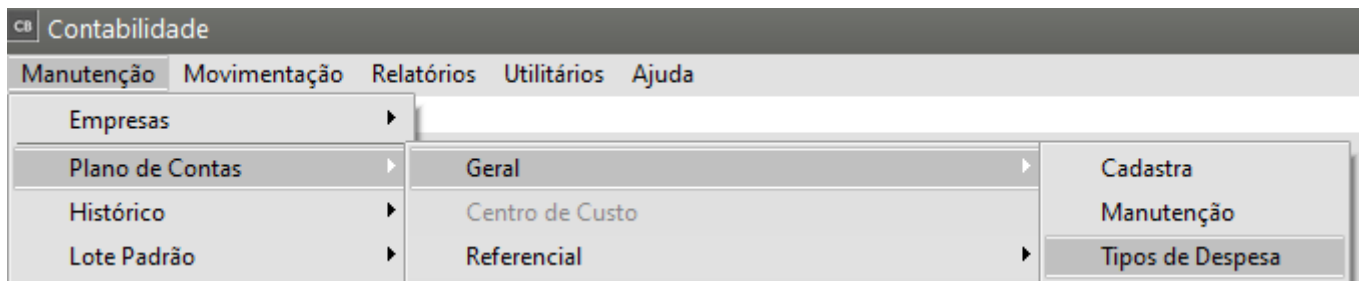 CB Contabilidade
Manutenção Movimentação Relatórios Utilitários Ajuda
Empresas
Plano de Contas Geral Cadastra
Histórico Centro de Custo Manutenção
Lote Padrão Referencial Tipos de Despesa